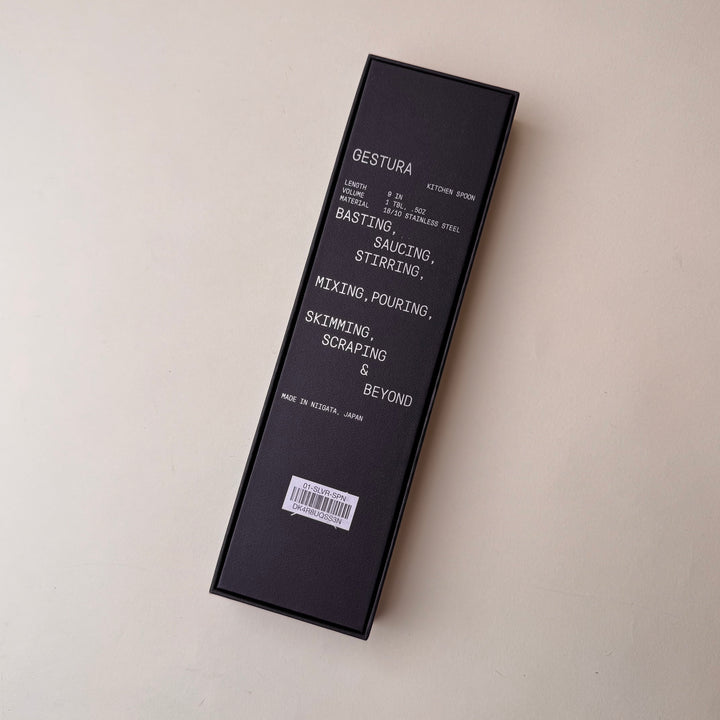 GESTURA
KITCHEN SPOON
LENGTH 9 IN
VOLUME 1 TBL, .5OZ
MATERIAL 18/10 STAINLESS STEEL
BASTING,
SAUCING,
STIRRING,
MIXING, POURING,
SKIMMING,
SCRAPING
&
BEYOND
MADE IN NIIGATA, JAPAN
01-SLVR-SPN
DK4R8UQSS3N